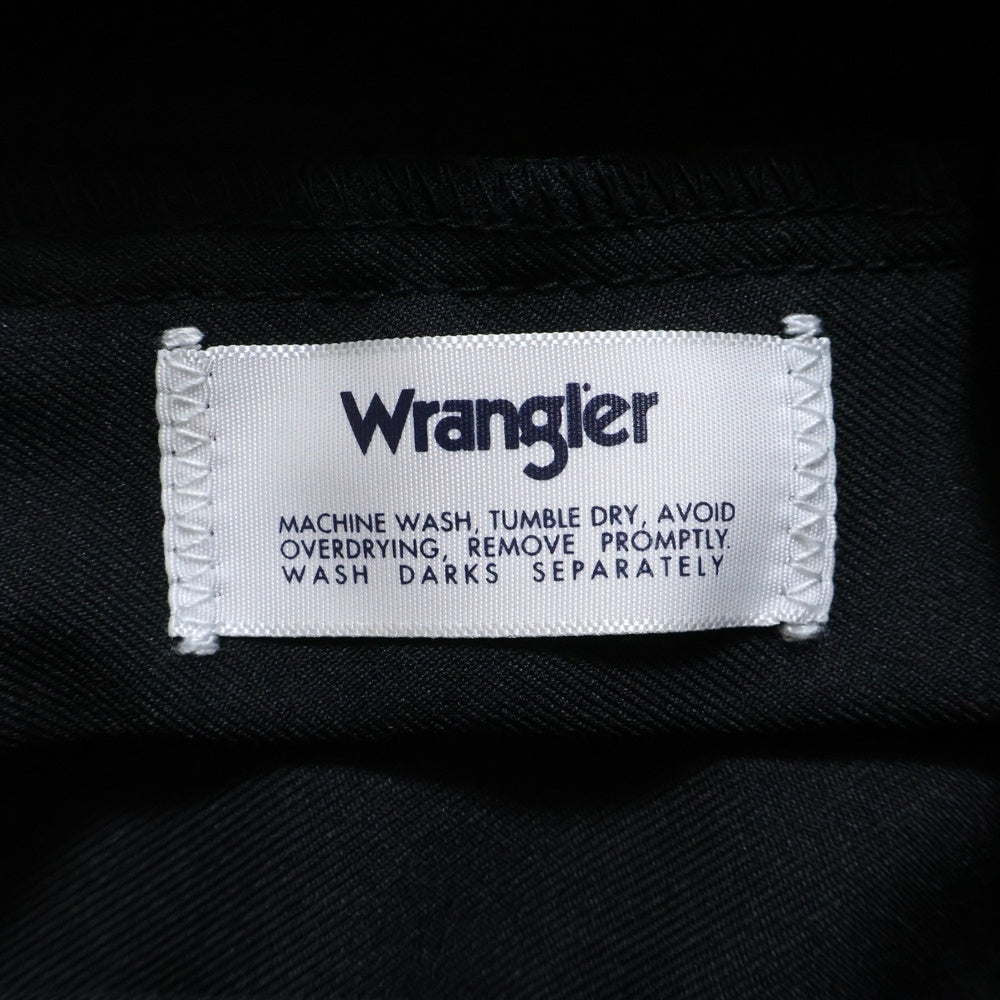 Wrangler
MACHINE WASH, TUMBLE DRY, AVOID
OVERDRYING, REMOVE PROMPTLY.
WASH DARKS SEPARATELY